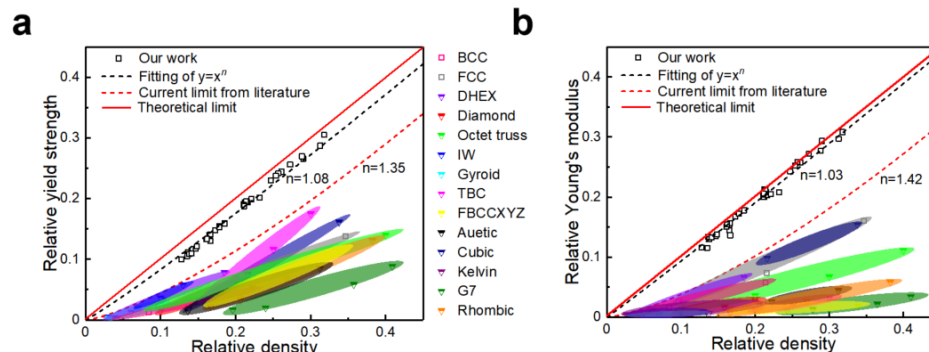 a
Relative yield strength
0.4
0.3
0.2
0.1
0
Our work
Fitting of y=xⁿ
Current limit from literature
Theoretical limit
n=1.08
n=1.35
0
0.1
0.2
0.3
0.4
Relative density
BCC
FCC
DHEX
Diamond
Octet truss
IW
Gyroid
TBC
FBCCXYZ
Auetic
Cubic
Kelvin
G7
Rhombic
b
Relative Young's modulus
0.4
0.3
0.2
0.1
0
Our work
Fitting of y=xⁿ
Current limit from literature
Theoretical limit
n=1.03
n=1.42
0
0.1
0.2
0.3
0.4
Relative density